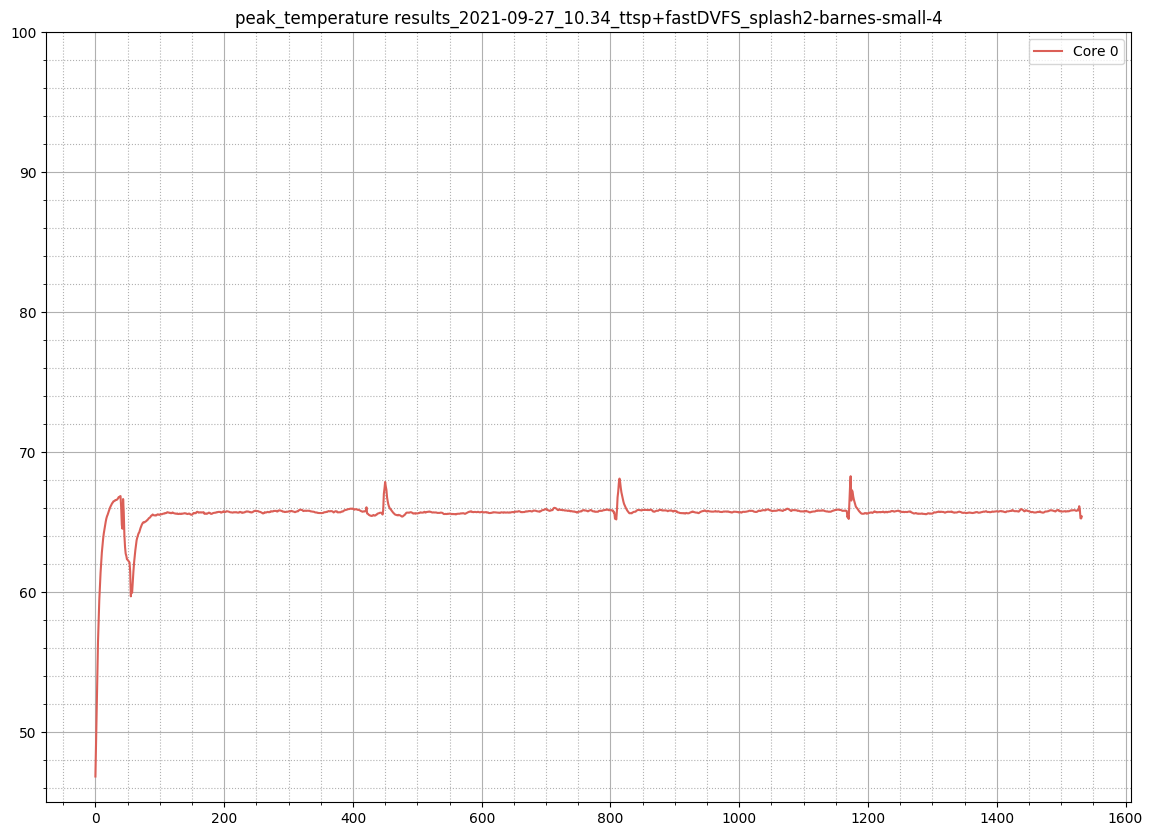 peak_temperature results_2021-09-27_10.34_ttsp+fastDVFS_splash2-barnes-small-4
Core 0
100
90
80
70
60
50
0 200 400 600 800 1000 1200 1400 1600